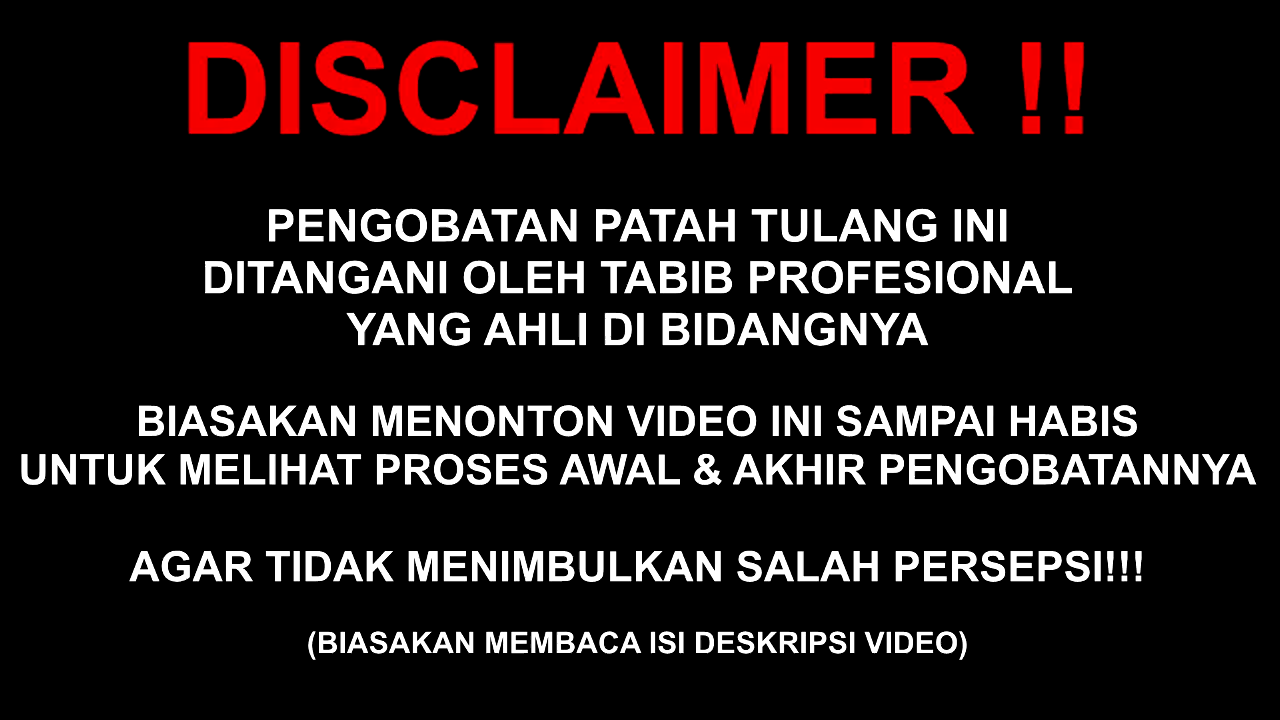 DISCLAIMER !!
PENGOBATAN PATAH TULANG INI
DITANGANI OLEH TABIB PROFESIONAL
YANG AHLI DI BIDANGNYA
BIASAKAN MENONTON VIDEO INI SAMPAI HABIS
UNTUK MELIHAT PROSES AWAL & AKHIR PENGOBATANNYA
AGAR TIDAK MENIMBULKAN SALAH PERSEPSI!!!
(BIASAKAN MEMBACA ISI DESKRIPSI VIDEO)